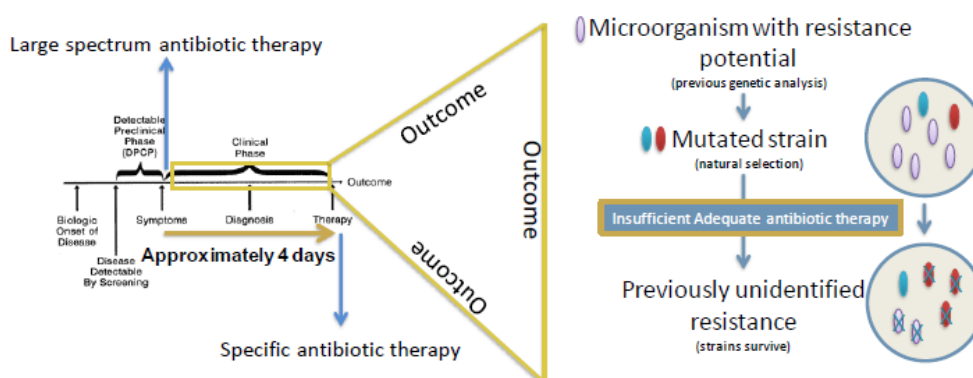 Large spectrum antibiotic therapy
Detectable
Preclinical
Phase
(DPCP)
Clinical
Phase
Outcome
Biologic
Onset of
Disease
Symptoms
Diagnosis
Therapy
Disease
Detectable
By Screening
Approximately 4 days
Specific antibiotic therapy
Outcome
Outcome
Outcome
Microorganism with resistance
potential
(previous genetic analysis)
Mutated strain
(natural selection)
Insufficient Adequate antibiotic therapy
Previously unidentified
resistance
(strains survive)